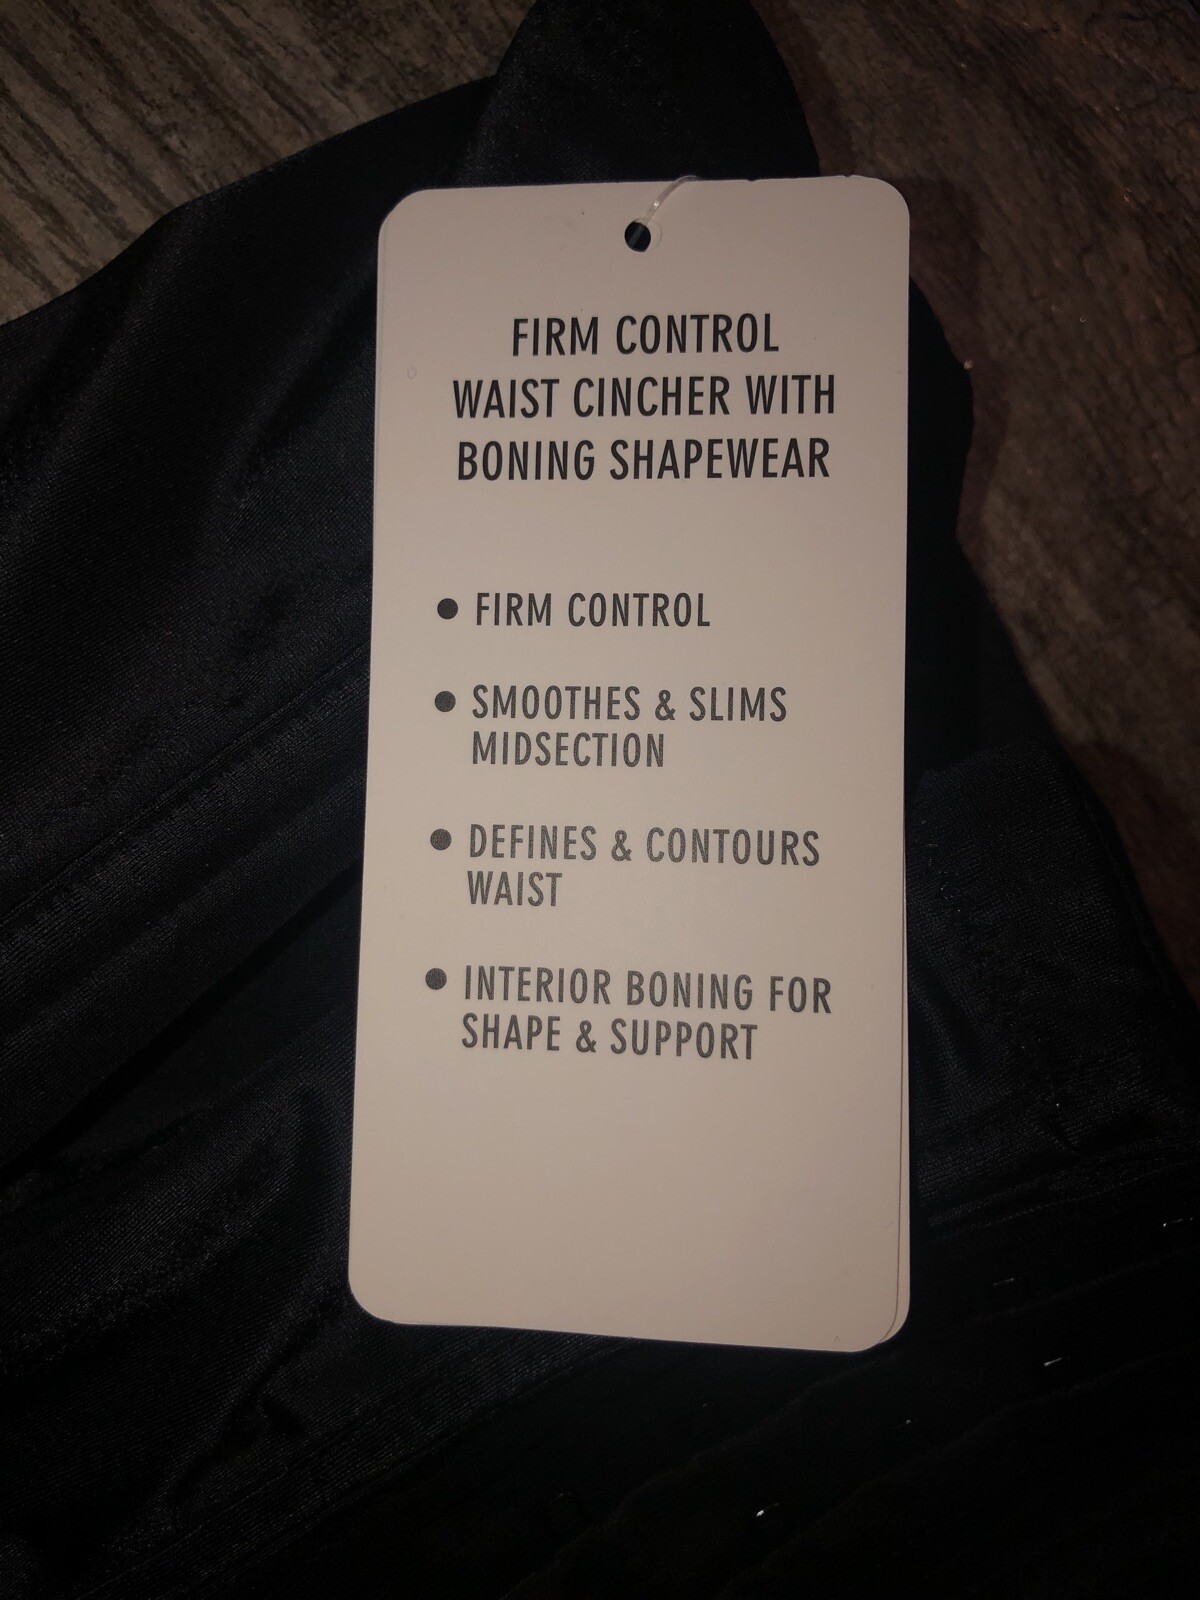 FIRM CONTROL
WAIST CINCHER WITH
BONING SHAPEWEAR
● FIRM CONTROL
● SMOOTHES & SLIMS
MIDSECTION
● DEFINES & CONTOURS
WAIST
● INTERIOR BONING FOR
SHAPE & SUPPORT